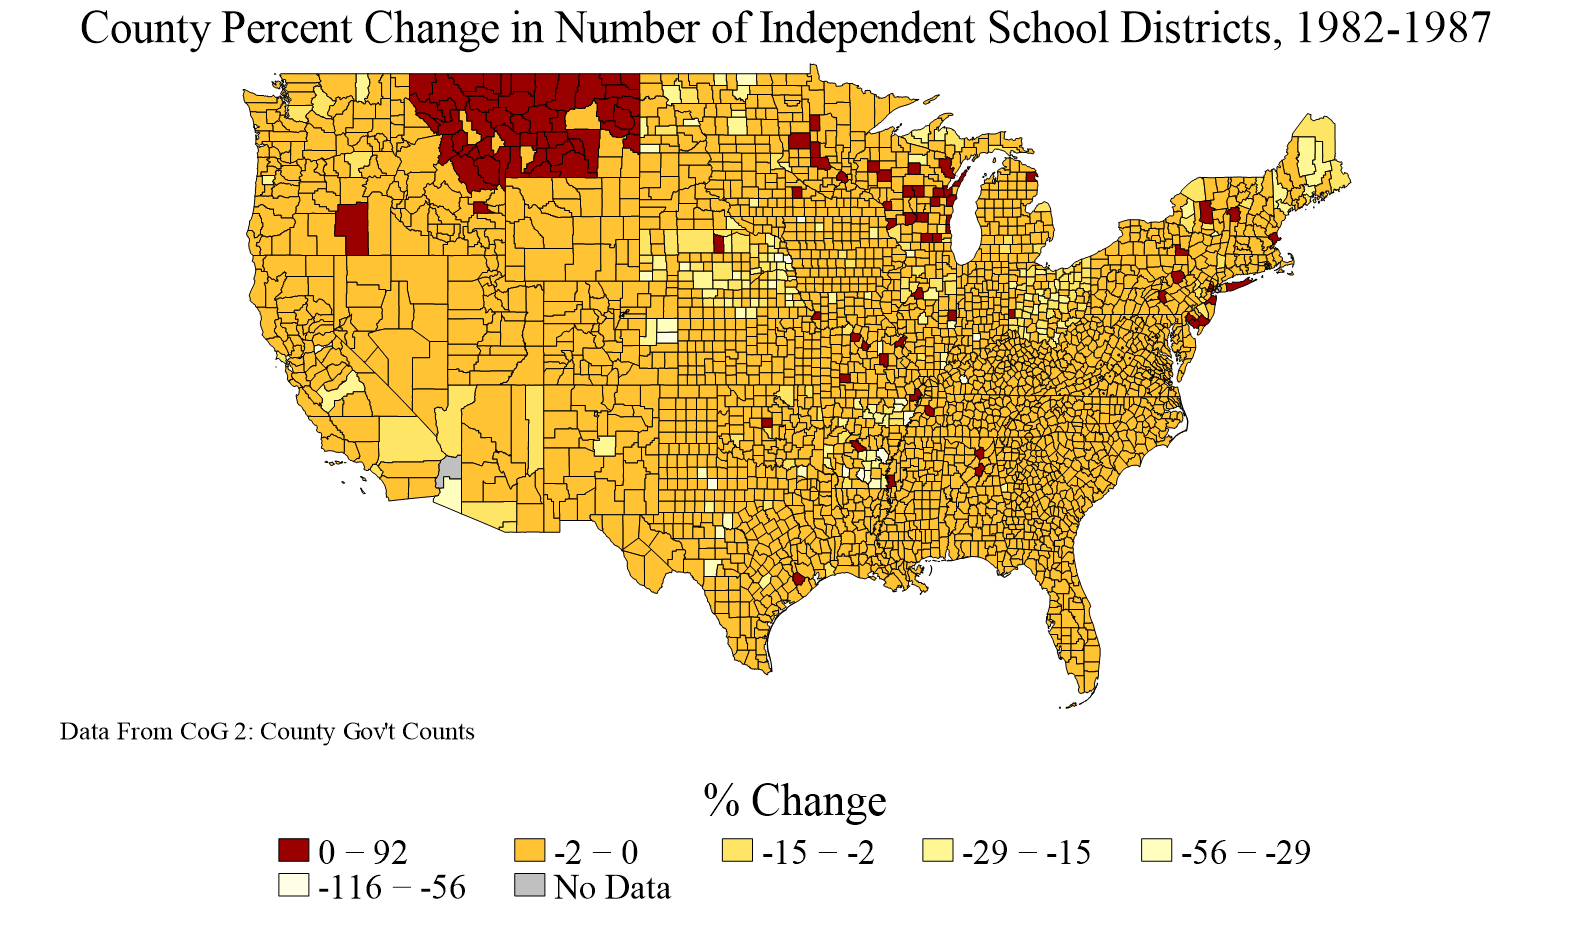 County Percent Change in Number of Independent School Districts, 1982-1987
Data From CoG 2: County Gov't Counts
% Change
0 − 92
-2 − 0
-15 − -2
-29 − -15
-56 − -29
-116 − -56
No Data